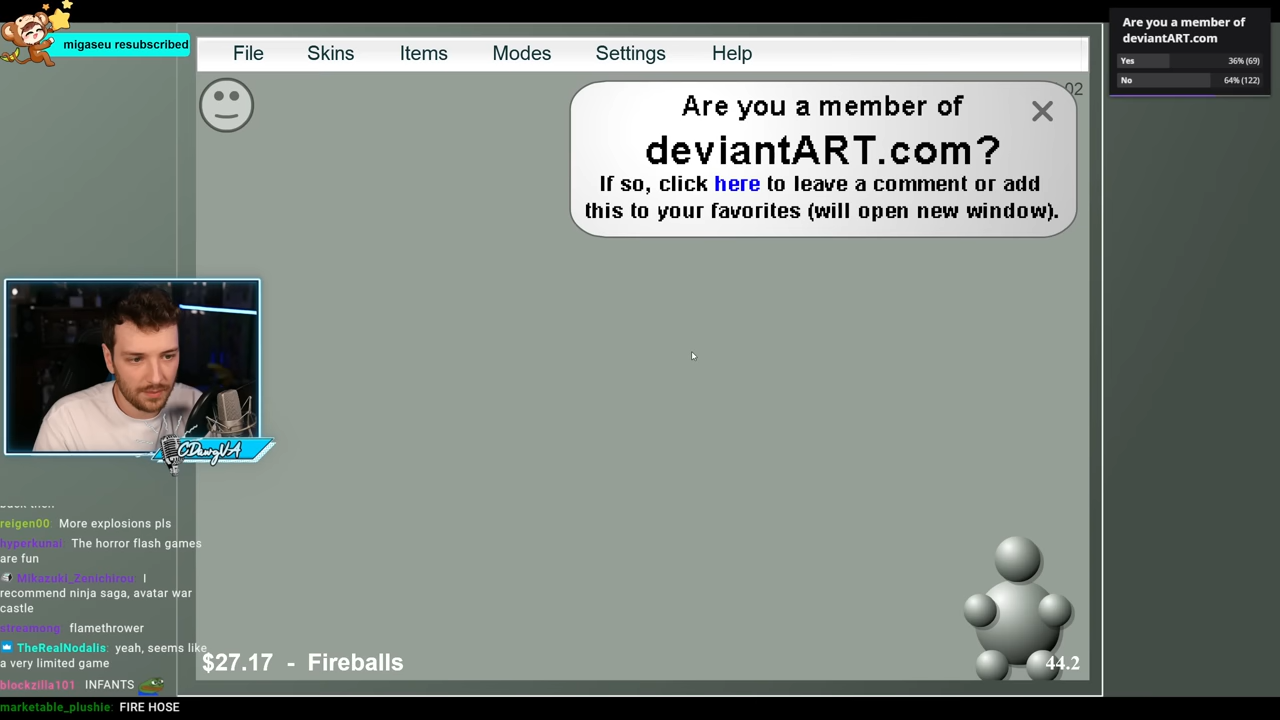 migaseu resubscribed
File Skins Items Modes Settings Help
Are you a member of
deviantART.com
Yes 36% (69)
No 64% (122)
02
Are you a member of
deviantART.com?
If so, click here to leave a comment or add
this to your favorites (will open new window).
CDawgVA
reigen00: More explosions pls
hyperkunai: The horror flash games
are fun
Mikazuki_Zenichirou: I
recommend ninja saga, avatar war
castle
streamong: flamethrower
TheRealNodalls: yeah, seems like
a very limited game
blockzilla101 INFANTS
marketable_plushie: FIRE HOSE
$27.17 - Fireballs
44.2